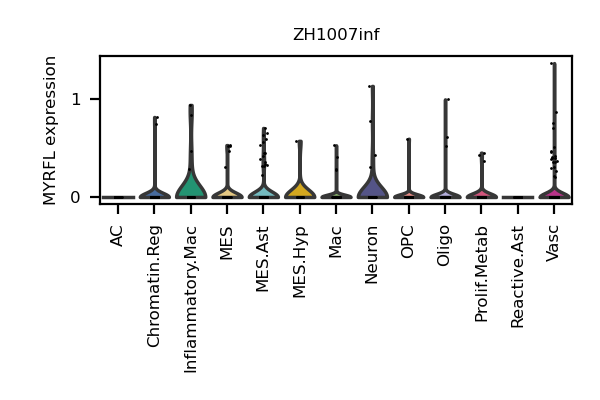 ZH1007inf
MYRFL expression
1
0
AC
Chromatin.Reg
Inflammatory.Mac
MES
MES.Ast
MES.Hyp
Mac
Neuron
OPC
Oligo
Prolif.Metab
Reactive.Ast
Vasc